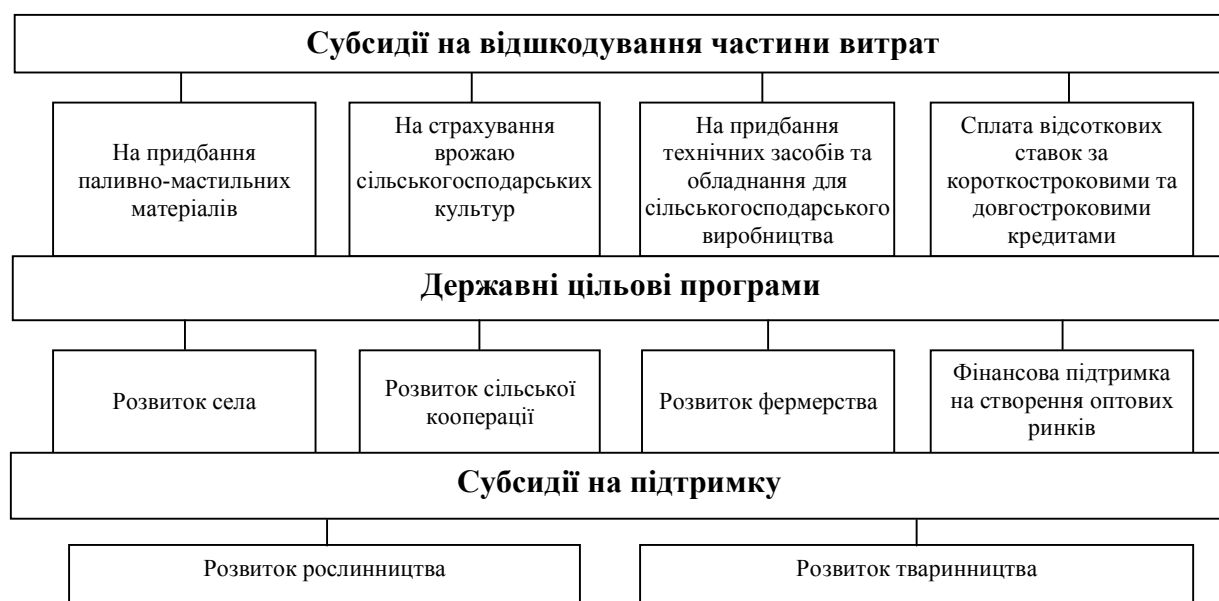 Субсидії на відшкодування частини витрат
На придбання
паливно-мастильних
матеріалів
На страхування
врожаю
сільськогосподарських
культур
На придбання
технічних засобів та
обладнання для
сільськогосподарського
виробництва
Сплата відсоткових
ставок за
короткостроковими та
довгостроковими
кредитами
Державні цільові програми
Розвиток села
Розвиток сільської
кооперації
Розвиток фермерства
Фінансова підтримка
на створення оптових
ринків
Субсидії на підтримку
Розвиток рослинництва
Розвиток тваринництва